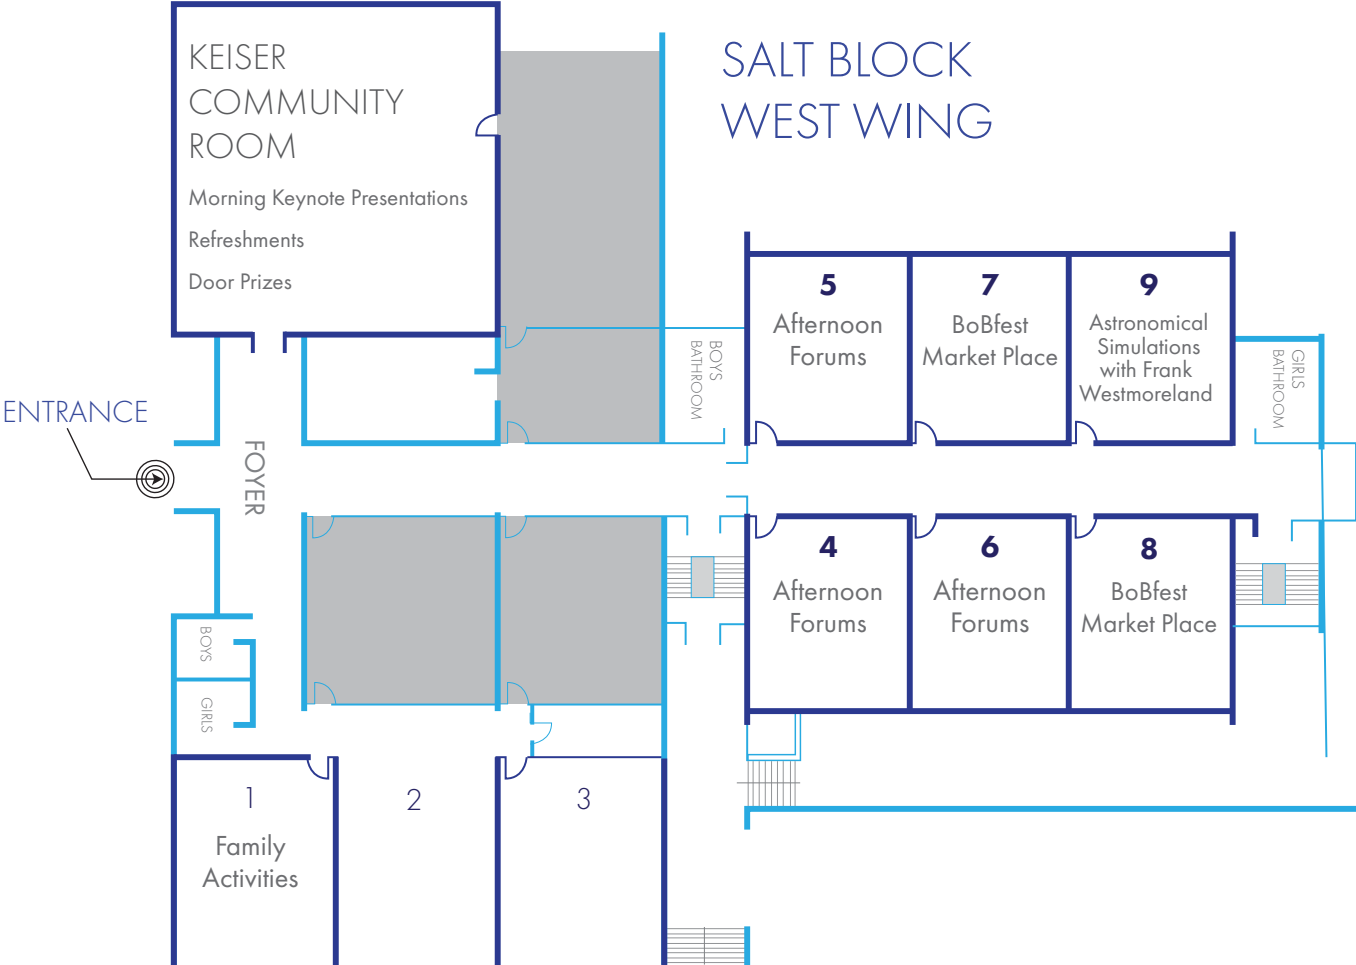 KEISER
COMMUNITY
ROOM
Morning Keynote Presentations
Refreshments
Door Prizes
SALT BLOCK
WEST WING
ENTRANCE
FOYER
BOYS
BATHROOM
5
Afternoon
Forums
7
BoBfest
Market Place
9
Astronomical
Simulations
with Frank
Westmoreland
GIRLS
BATHROOM
4
Afternoon
Forums
6
Afternoon
Forums
8
BoBfest
Market Place
BOYS
GIRLS
1
Family
Activities
2
3